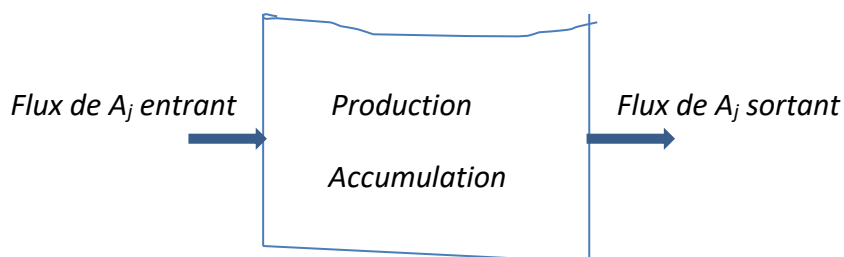 Flux de Aj entrant
Production
Flux de Aj sortant
Accumulation